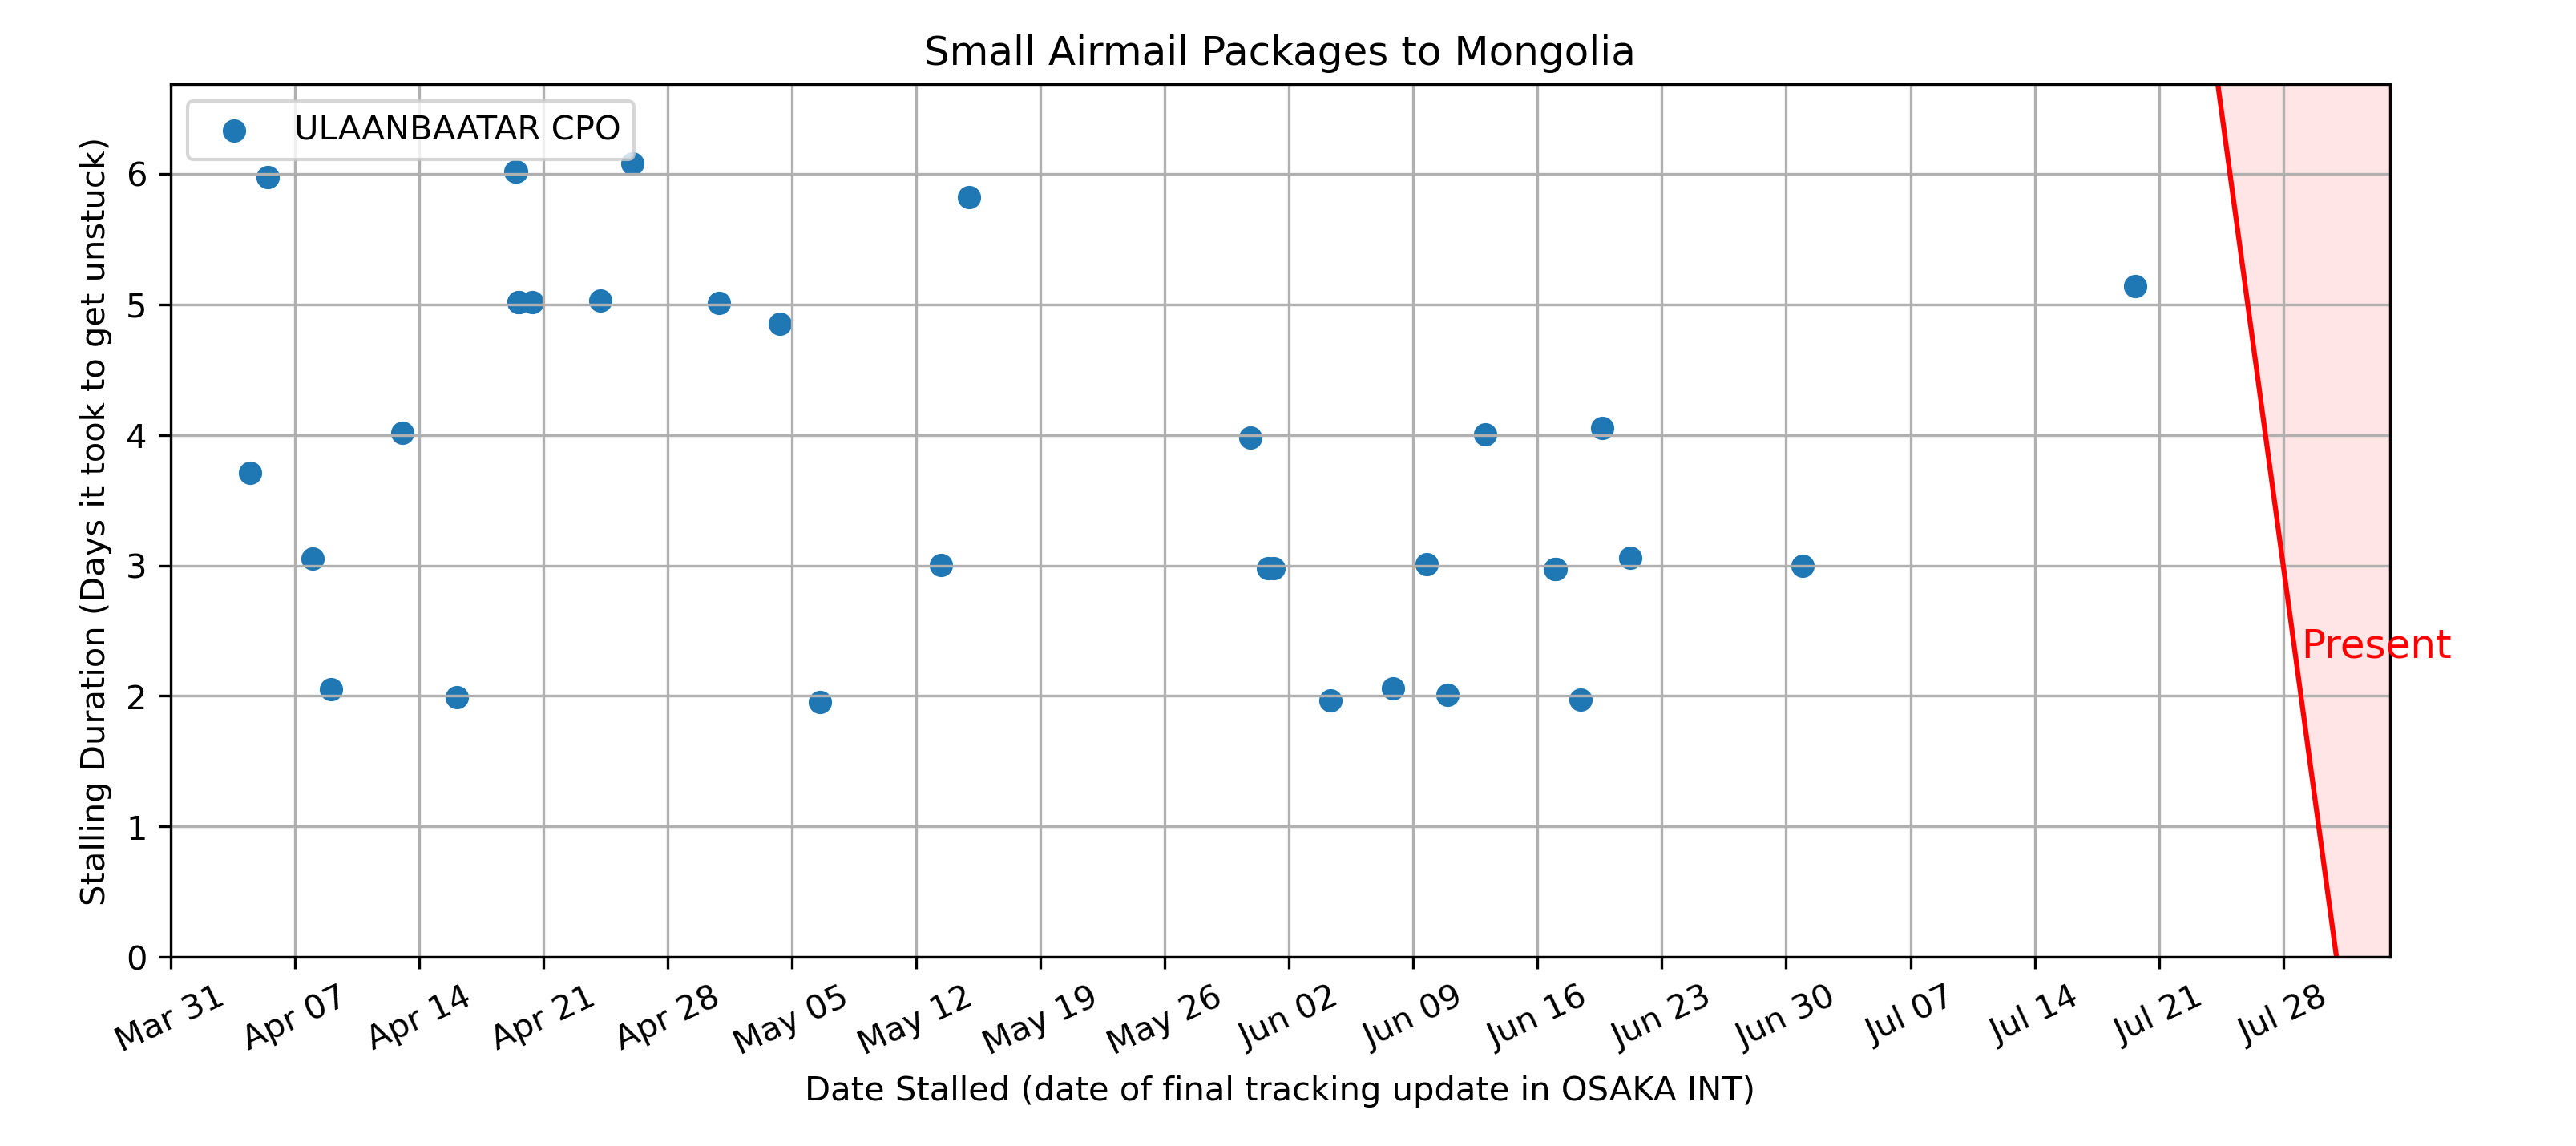 Small Airmail Packages to Mongolia
ULAANBAATAR CPO
Stalling Duration (Days it took to get unstuck)
6
5
4
3
2
1
0
Present
Mar 31
Apr 07
Apr 14
Apr 21
Apr 28
May 05
May 12
May 19
May 26
Jun 02
Jun 09
Jun 16
Jun 23
Jun 30
Jul 07
Jul 14
Jul 21
Jul 28
Date Stalled (date of final tracking update in OSAKA INT)